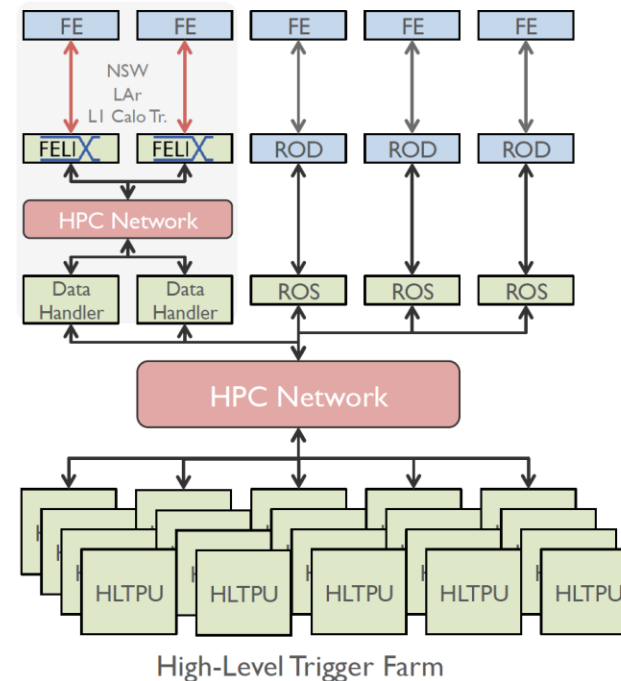 FE FE FE FE FE
NSW
LAr
L1 Calo Tr.
FELIX FELIX ROD ROD ROD
HPC Network
Data Handler Data Handler ROS ROS ROS
HPC Network
H H H H H
H H H H H
H H H H H
HLTPU HLTPU HLTPU HLTPU HLTPU
High-Level Trigger Farm